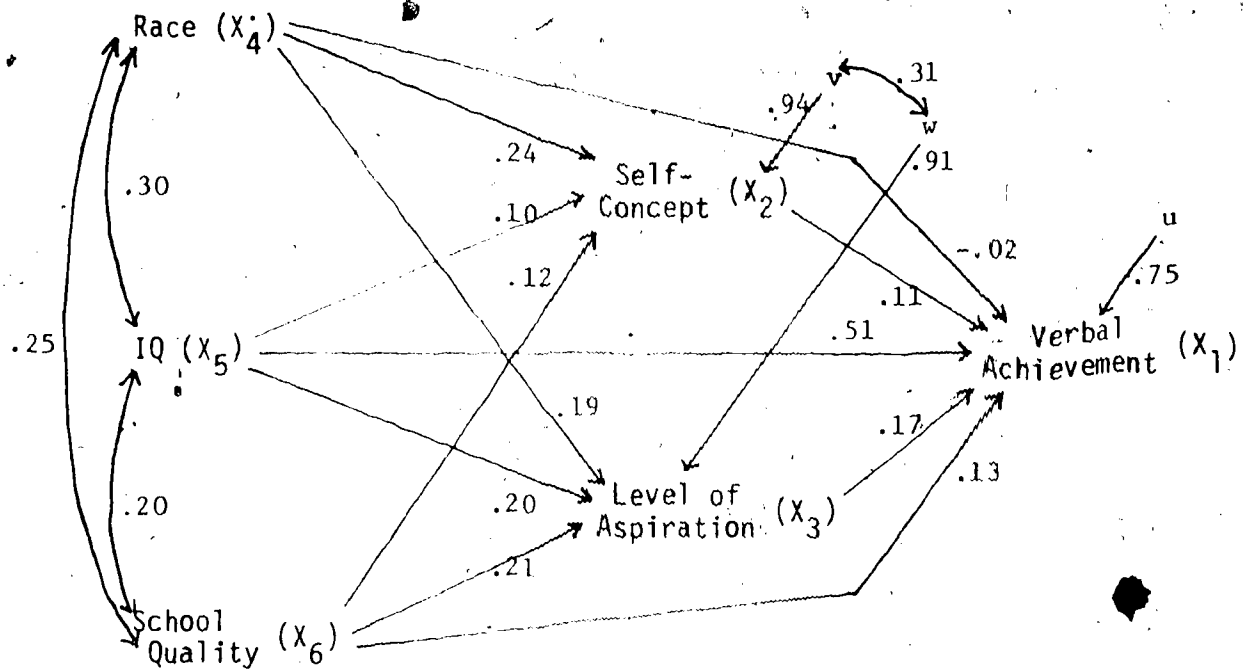 Race (X4)
v
.31
.94
w
.24
.91
Self-
Concept (X2)
.30
.10
u
-.02
.12
.75
.11
.25
IQ (X5)
.51
Verbal
Achievement (X1)
.19
.17
.13
.20
.20
Level of
Aspiration (X3)
.21
School
Quality (X6)